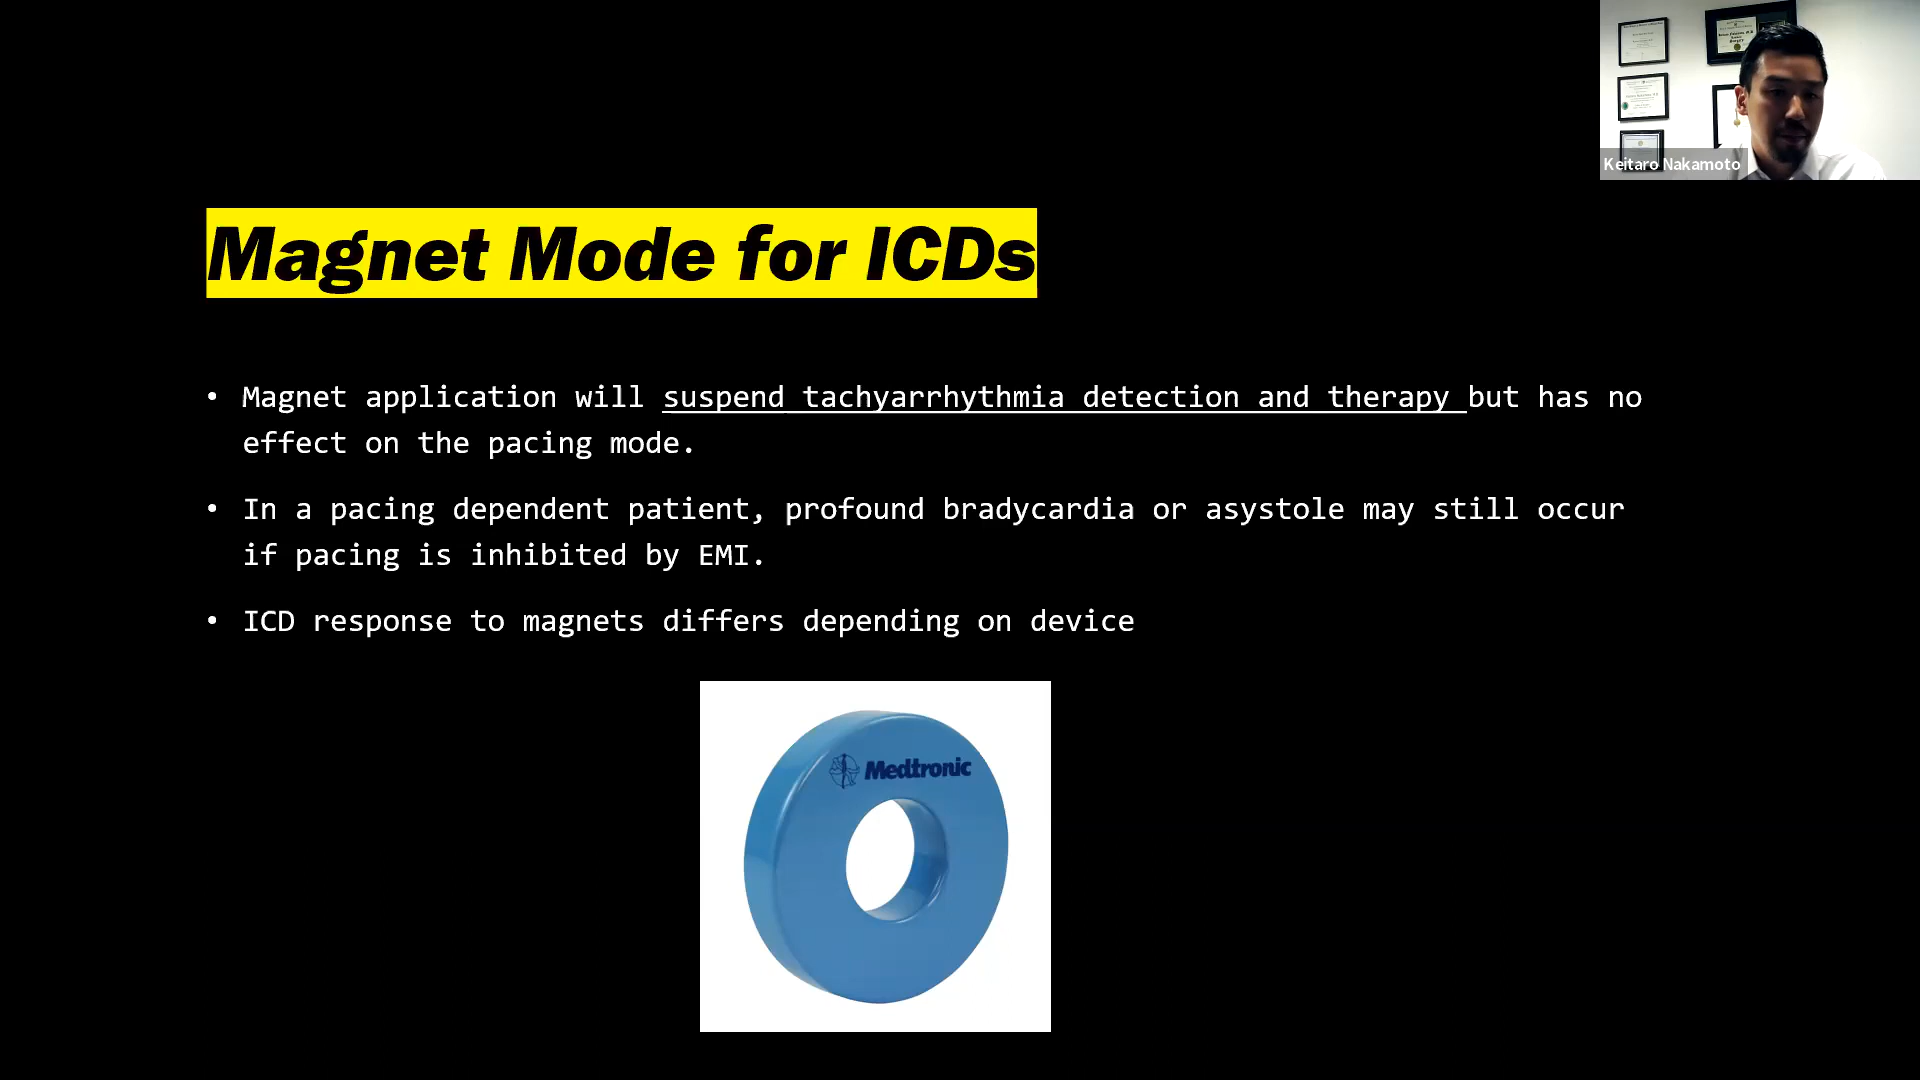 Keitaro Nakamoto
Magnet Mode for ICDs
• Magnet application will suspend tachyarrhythmia detection and therapy but has no
effect on the pacing mode.
• In a pacing dependent patient, profound bradycardia or asystole may still occur
if pacing is inhibited by EMI.
• ICD response to magnets differs depending on device
Medtronic